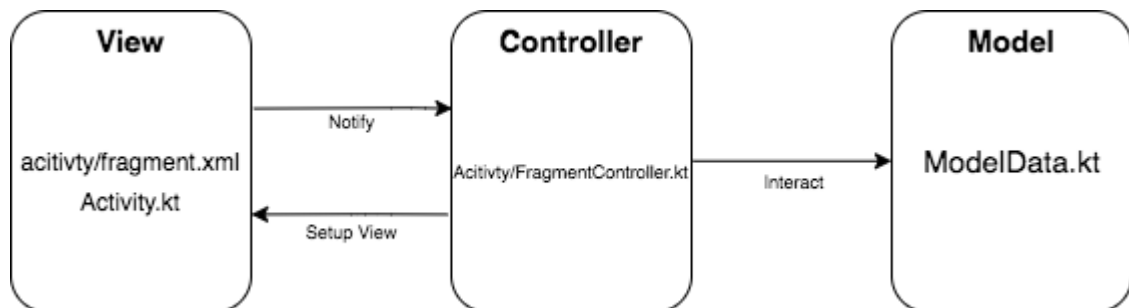 View
acitivty/fragment.xml
Activity.kt
Notify
Setup View
Controller
Acitivty/FragmentController.kt
Interact
Model
ModelData.kt